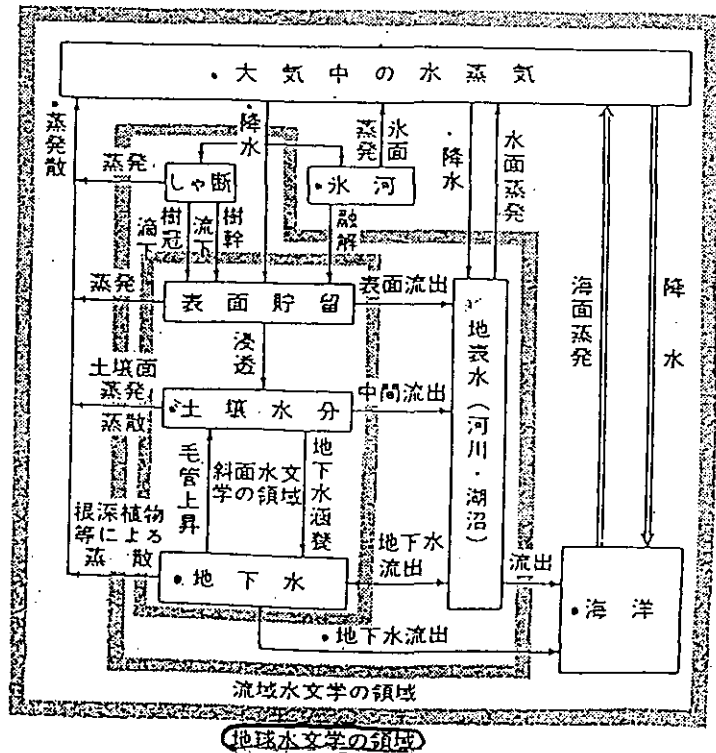 ・大気中の水蒸気
・蒸発散
・降水
蒸発
氷面
・降水
水面蒸発
海面蒸発
降水
蒸発
しゃ断
・氷河
樹冠
滴下
樹幹
流下
融解
蒸発
表面貯留
表面流出
浸透
地表水(河川・湖沼)
土壌面
蒸発
蒸散
・土壌水分
中間流出
毛管上昇
斜面水文
学の領域
地下水涵養
根深植物
等による
蒸散
・地下水
地下水
流出
流出
・海洋
・地下水流出
流域水文学の領域
地球水文学の領域